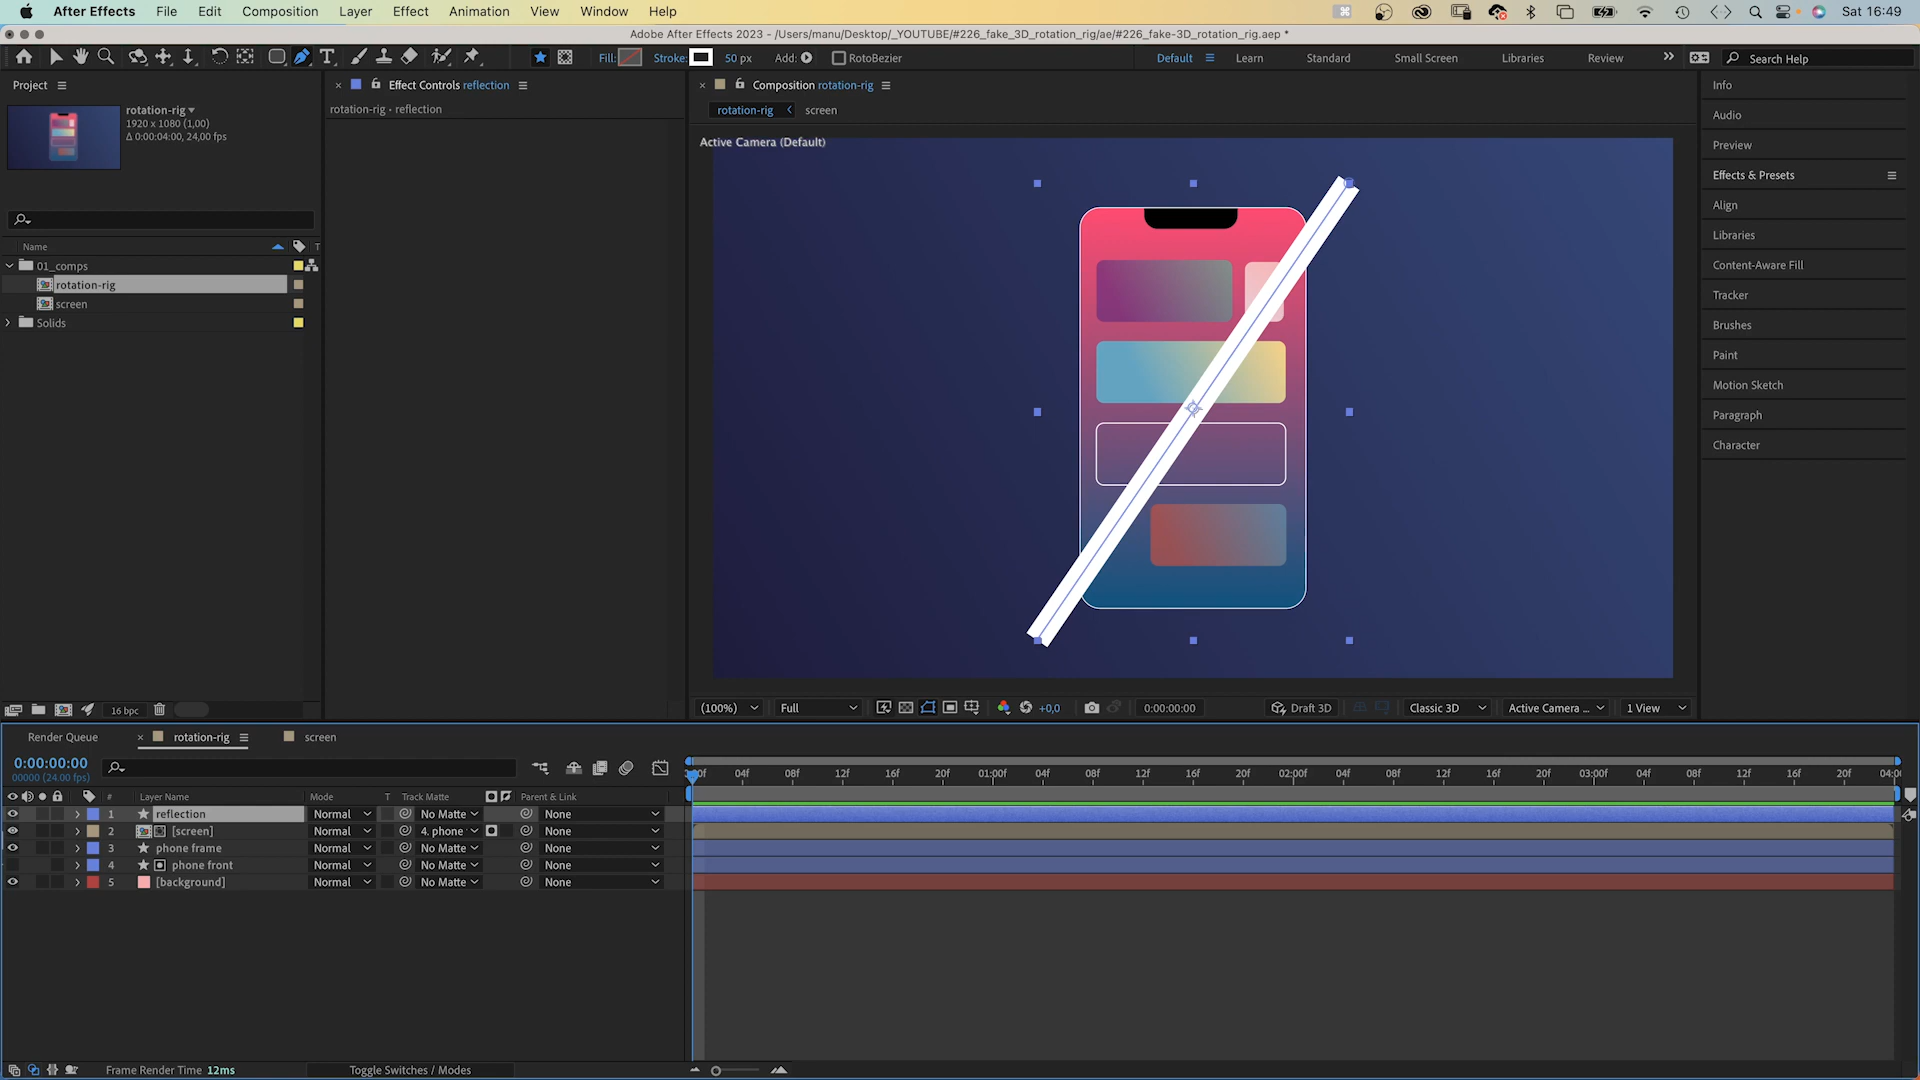 After Effects File Edit Composition Layer Effect Animation View Window Help Sat 16:49
Adobe After Effects 2023 - /Users/manu/Desktop/_YOUTUBE/#226_fake_3D_rotation_rig/ae/#226_fake-3D_rotation_rig.aep *
Fill: Stroke: 50 px Add: RotoBezier Default Learn Standard Small Screen Libraries Review Search Help
Project
Effect Controls reflection
Composition rotation-rig
Info
rotation-rig
1920 x 1080 (1,00)
Δ 0:00:04:00, 24,00 fps
rotation-rig • reflection
rotation-rig screen
Active Camera (Default)
Audio
Preview
Effects & Presets
Align
Libraries
Content-Aware Fill
Tracker
Brushes
Paint
Motion Sketch
Paragraph
Character
Name T
01_comps
rotation-rig
screen
Solids
16 bpc
(100%) Full +0,0 0:00:00:00 Draft 3D Classic 3D Active Camera ... 1 View
Render Queue rotation-rig screen
0:00:00:00
00000 (24.00 fps)
04f 08f 12f 16f 20f 01:00f 04f 08f 12f 16f 20f 02:00f 04f 08f 12f 16f 20f 03:00f 04f 08f 12f 16f 20f
# Layer Name Mode T Track Matte Parent & Link
1 reflection Normal No Matte None
2 [screen] Normal 4. phone None
3 phone frame Normal No Matte None
4 phone front Normal No Matte None
5 [background] Normal No Matte None
Frame Render Time 12ms Toggle Switches / Modes